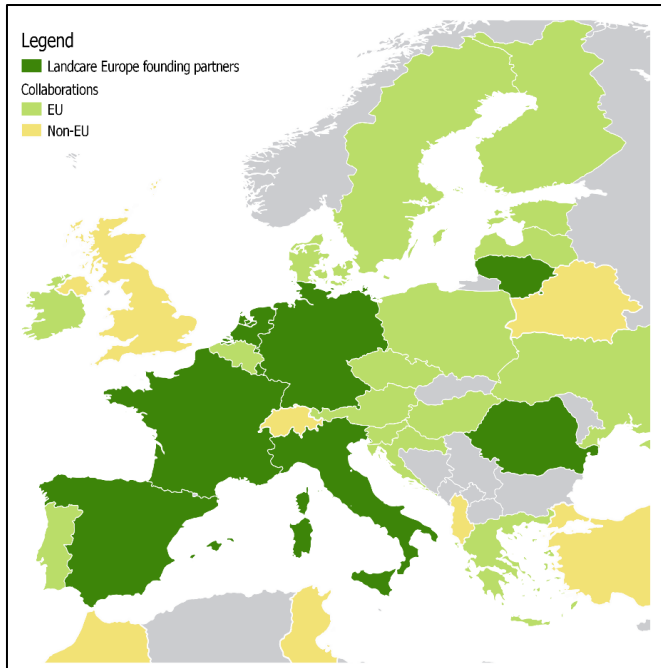 Legend
Landcare Europe founding partners
Collaborations
EU
Non-EU